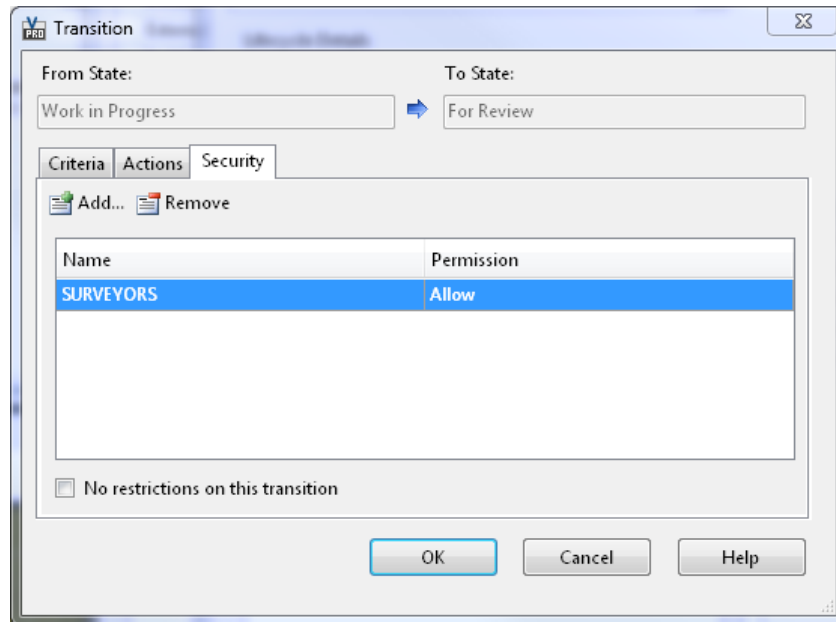 V
PRO
Transition
From State:
To State:
Work in Progress
For Review
Criteria
Actions
Security
Add...
Remove
Name
Permission
SURVEYORS
Allow
No restrictions on this transition
OK
Cancel
Help